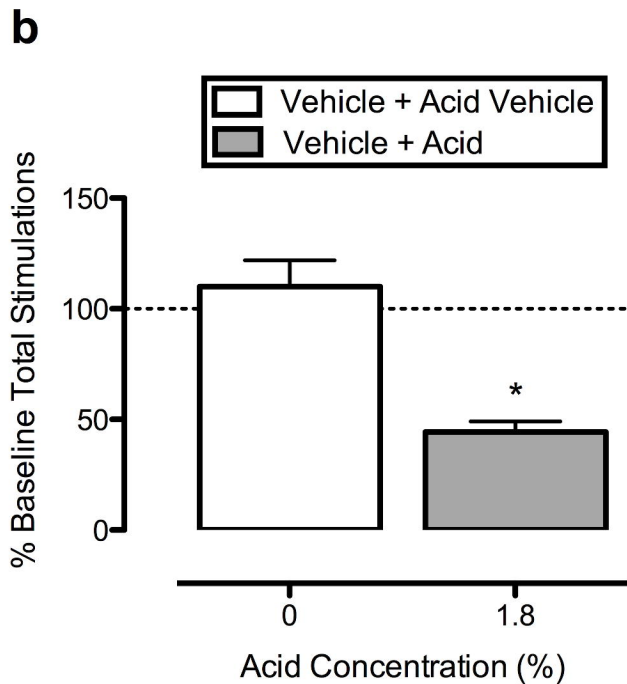 b
Vehicle + Acid Vehicle
Vehicle + Acid
% Baseline Total Stimulations
150
100
50
0
*
0
1.8
Acid Concentration (%)